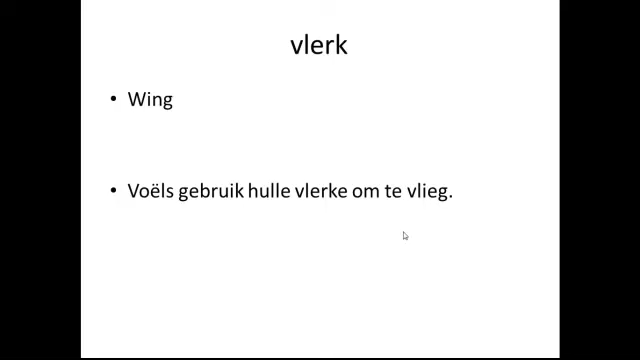 vlerk
• Wing
• Voëls gebruik hulle vlerke om te vlieg.